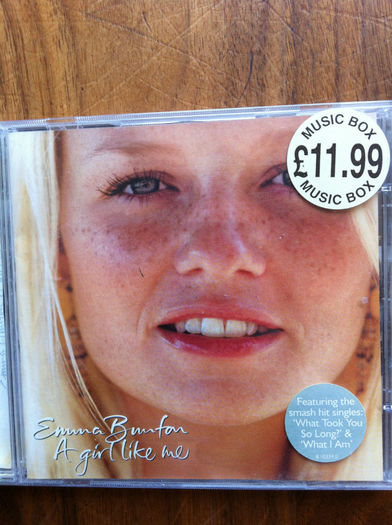 MUSIC BOX
£11.99
MUSIC BOX
Emma Bunton
A girl like me
Featuring the
smash hit singles:
'What Took You
So Long?' &
'What I Am'